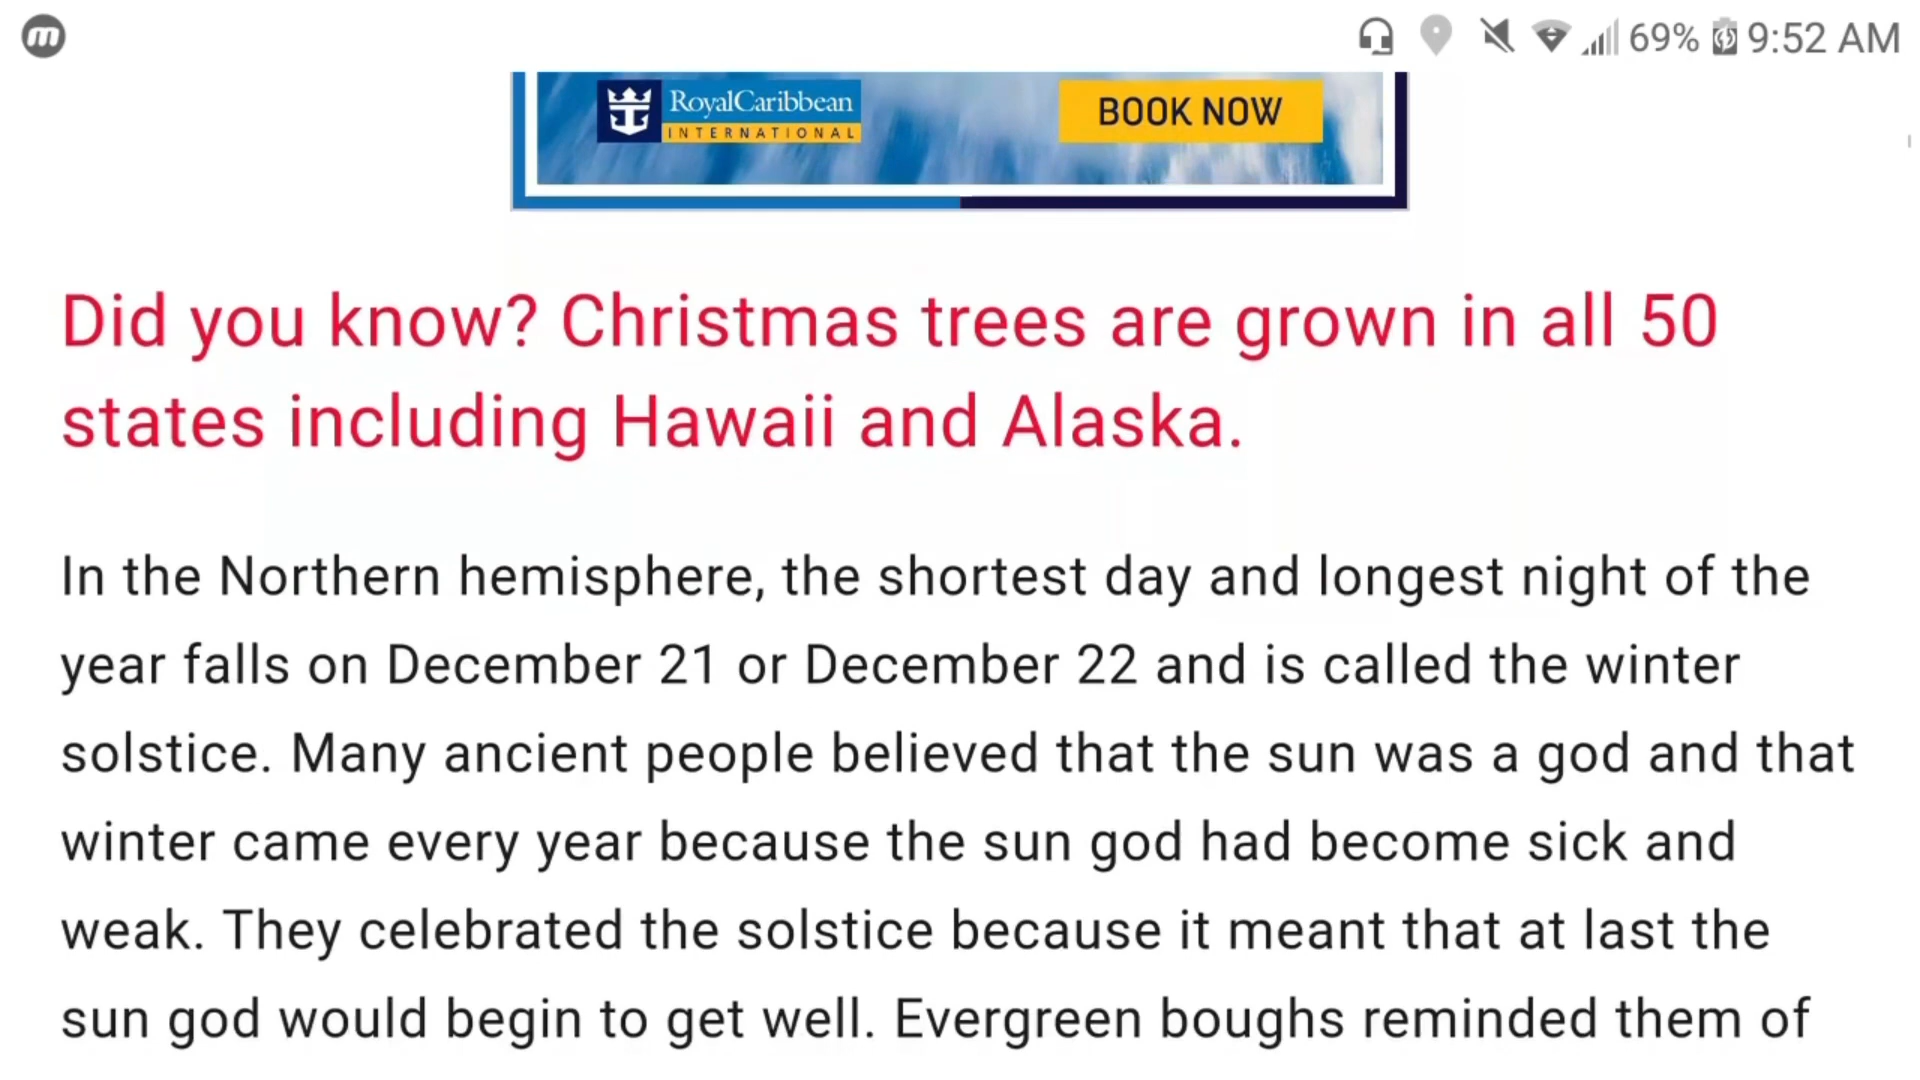 69% 9:52 AM
RoyalCaribbean
INTERNATIONAL
BOOK NOW
Did you know? Christmas trees are grown in all 50
states including Hawaii and Alaska.
In the Northern hemisphere, the shortest day and longest night of the
year falls on December 21 or December 22 and is called the winter
solstice. Many ancient people believed that the sun was a god and that
winter came every year because the sun god had become sick and
weak. They celebrated the solstice because it meant that at last the
sun god would begin to get well. Evergreen boughs reminded them of